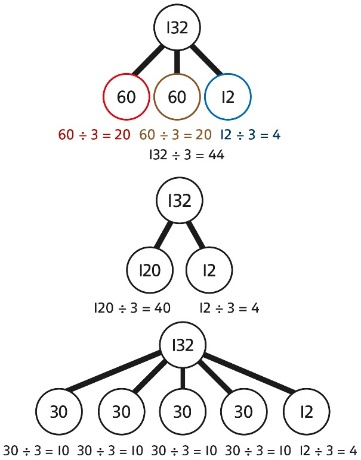 132
60 60 12
60 ÷ 3 = 20 60 ÷ 3 = 20 12 ÷ 3 = 4
132 ÷ 3 = 44
132
120 12
120 ÷ 3 = 40 12 ÷ 3 = 4
132
30 30 30 30 12
30 ÷ 3 = 10 30 ÷ 3 = 10 30 ÷ 3 = 10 30 ÷ 3 = 10 12 ÷ 3 = 4